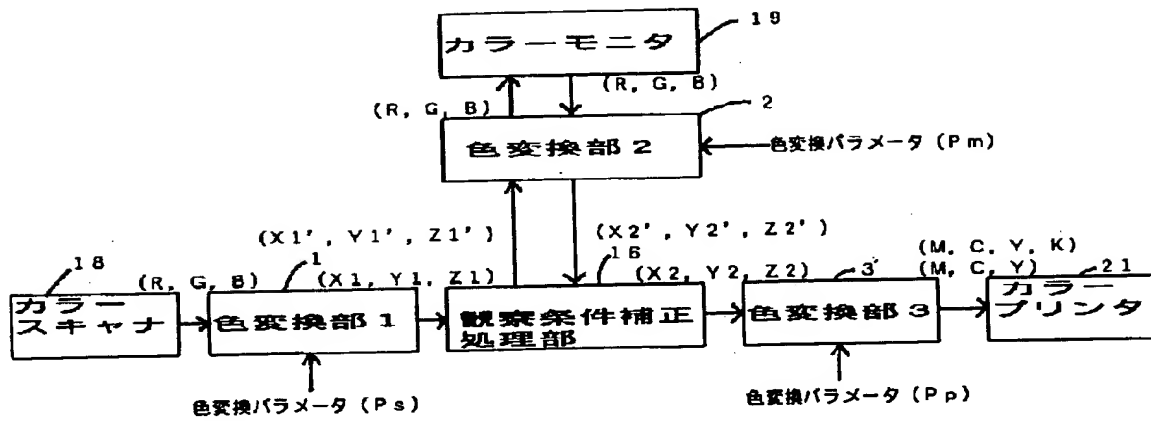 19
カラーモニタ
(R, G, B)
(R, G, B)
2
色変換部2
色変換パラメータ (Pm)
(X1', Y1', Z1')
(X2', Y2', Z2')
18
(R, G, B)
1
(X1, Y1, Z1)
16
(X2, Y2, Z2)
3
(M, C, Y, K)
(M, C, Y)
21
カラー
スキャナ
色変換部1
観察条件補正
処理部
色変換部3
カラー
プリンタ
色変換パラメータ (Ps)
色変換パラメータ (Pp)